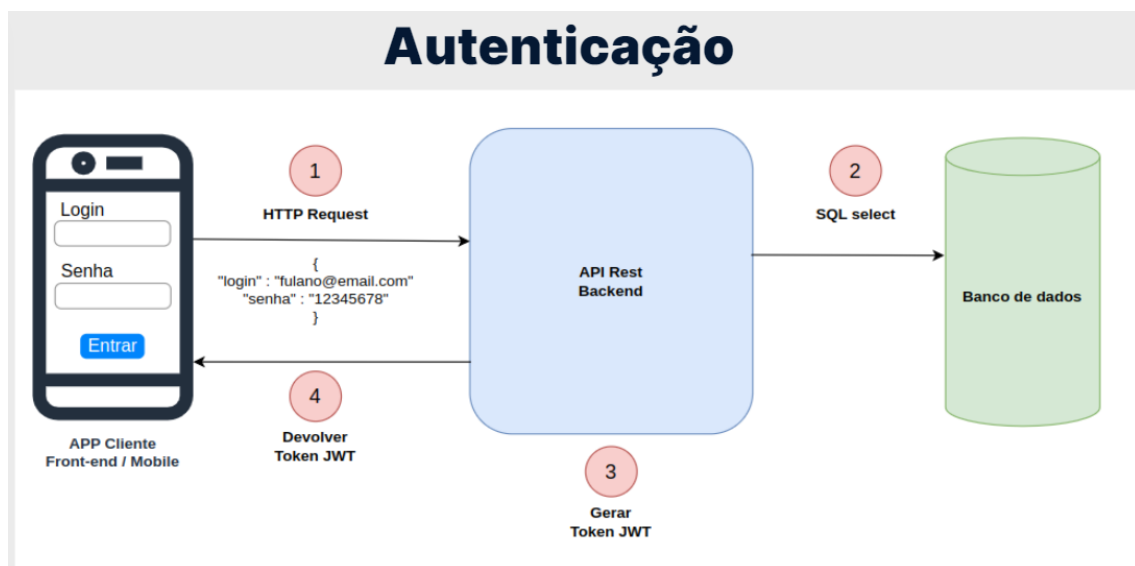 Autenticação
Login
Senha
Entrar
APP Cliente
Front-end / Mobile
1
HTTP Request
{
"login" : "fulano@email.com"
"senha" : "12345678"
}
4
Devolver
Token JWT
API Rest
Backend
3
Gerar
Token JWT
2
SQL select
Banco de dados